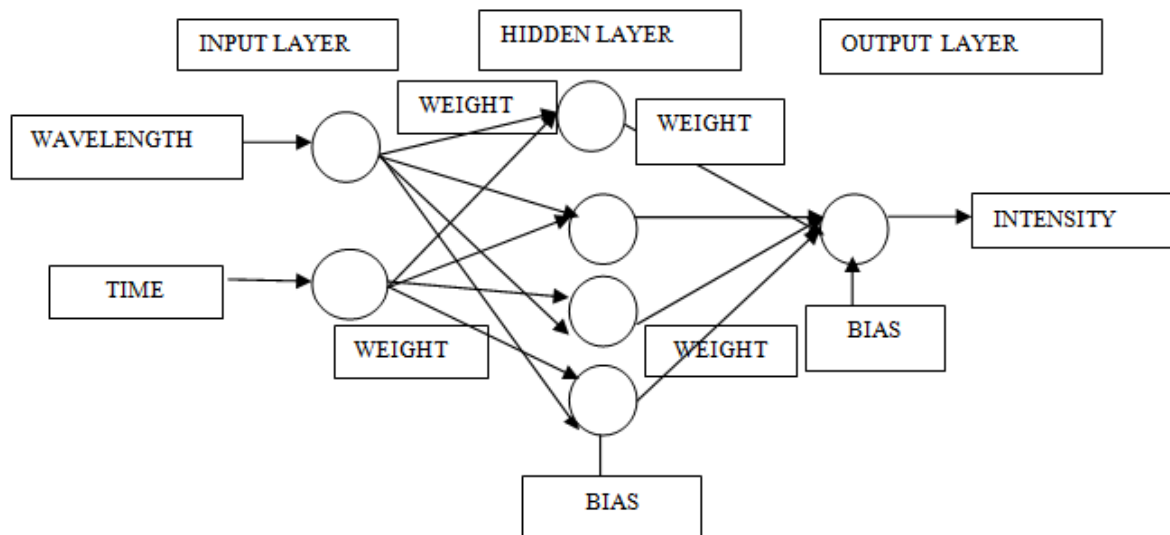 INPUT LAYER
HIDDEN LAYER
OUTPUT LAYER
WEIGHT
WEIGHT
WAVELENGTH
INTENSITY
TIME
WEIGHT
WEIGHT
BIAS
BIAS